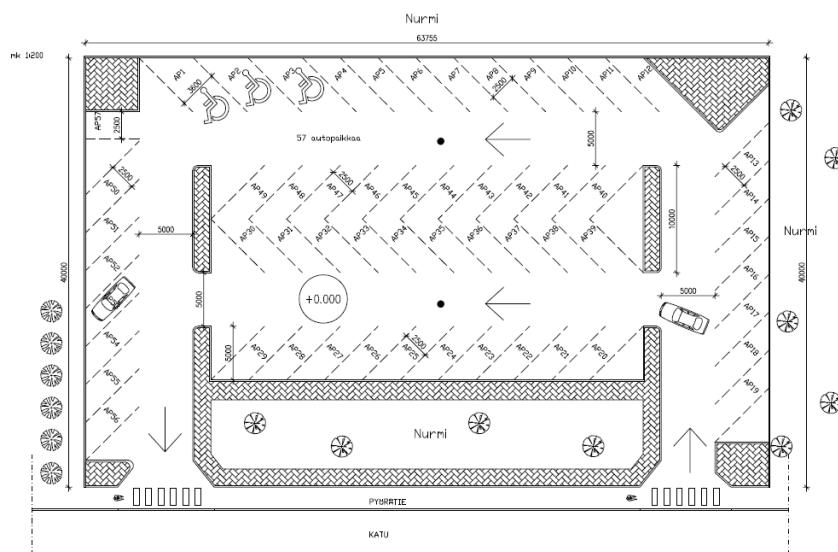 Nurmi
63755
mk 1:200
AP1
AP2
AP3
AP4
AP5
AP6
AP7
AP8
AP9
AP10
AP11
AP12
3600
2500
AP57
2500
57 autopaikkaa
5000
AP13
2500
AP14
AP15
AP16
AP17
AP18
AP19
AP50
2500
AP51
AP52
AP54
AP55
AP56
5000
AP49
AP48
AP47
2500
AP46
AP45
AP44
AP43
AP42
AP41
AP40
AP30
AP31
AP32
AP33
AP34
AP35
AP36
AP37
AP38
AP39
10000
Nurmi
40000
40000
5000
+0.000
5000
5000
AP29
AP28
AP27
AP26
AP25
2500
AP24
AP23
AP22
AP21
AP20
Nurmi
PYÖRÄTIE
KATU